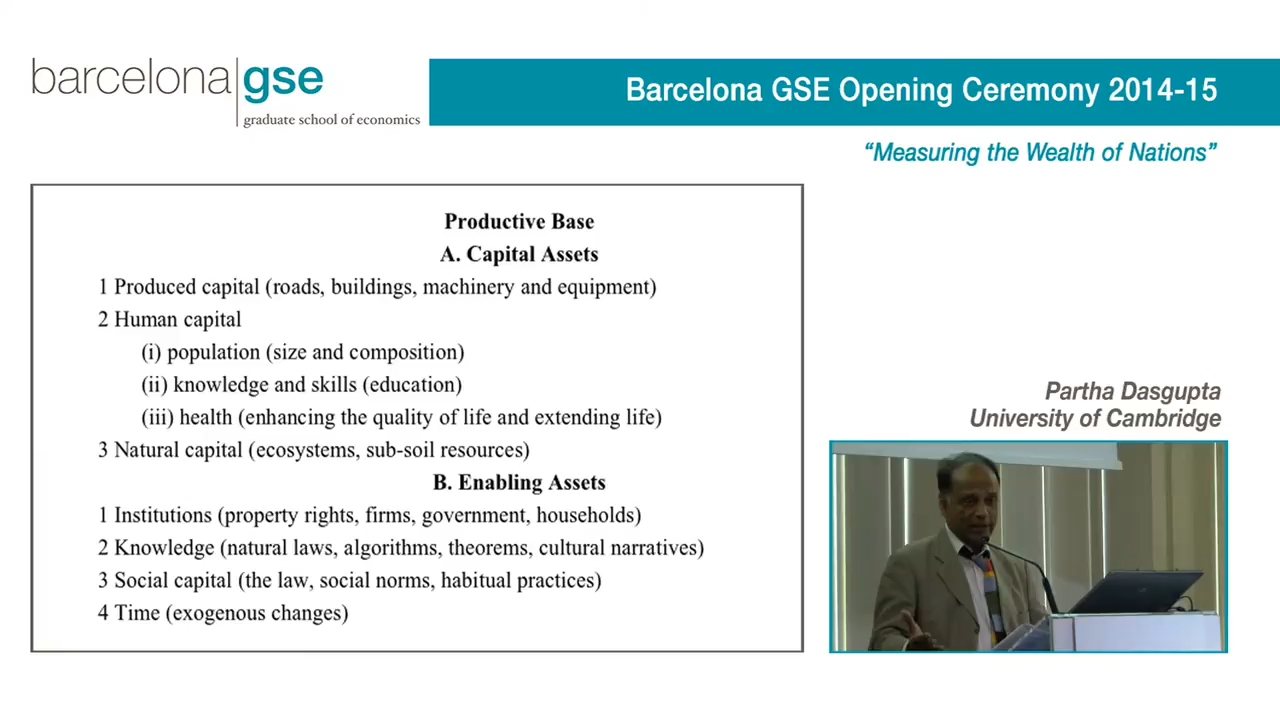 barcelona gse
graduate school of economics
Barcelona GSE Opening Ceremony 2014-15
“Measuring the Wealth of Nations”
Productive Base
A. Capital Assets
1 Produced capital (roads, buildings, machinery and equipment)
2 Human capital
(i) population (size and composition)
(ii) knowledge and skills (education)
(iii) health (enhancing the quality of life and extending life)
3 Natural capital (ecosystems, sub-soil resources)
B. Enabling Assets
1 Institutions (property rights, firms, government, households)
2 Knowledge (natural laws, algorithms, theorems, cultural narratives)
3 Social capital (the law, social norms, habitual practices)
4 Time (exogenous changes)
Partha Dasgupta
University of Cambridge